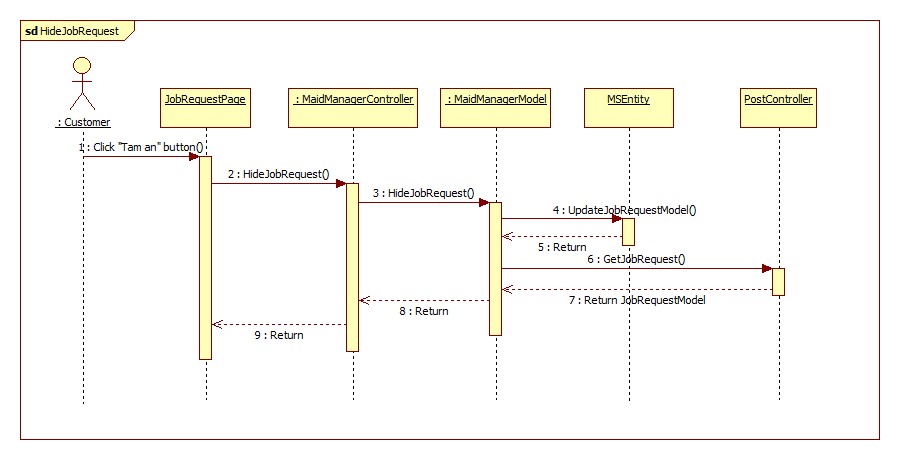 sd HideJobRequest
: Customer
JobRequestPage
: MaidManagerController
: MaidManagerModel
MSEntity
PostController
1 : Click "Tam an" button()
2 : HideJobRequest()
3 : HideJobRequest()
4 : UpdateJobRequestModel()
5 : Return
6 : GetJobRequest()
7 : Return JobRequestModel
8 : Return
9 : Return